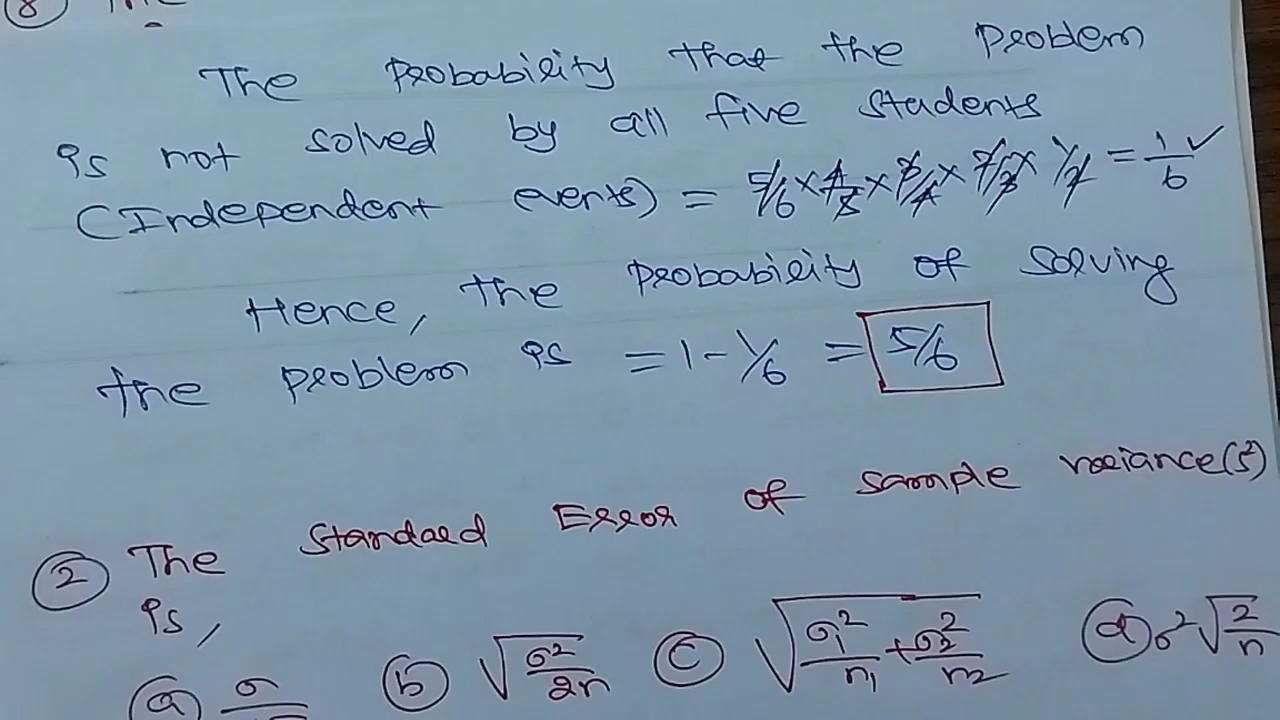 8
The Probability that the Problem
is not solved by all five students
(Independent events) = 5/6 × 4/5 × 3/4 × 2/3 × 1/2 = 1/6 ✓
Hence, the probability of solving
the problem is = 1 - 1/6 = 5/6
2 The Standard Error of sample variance(s²)
is,
a σ b √(σ²/2n) c √(σ₁²/n₁ + σ₂²/n₂) d σ²√(2/n)